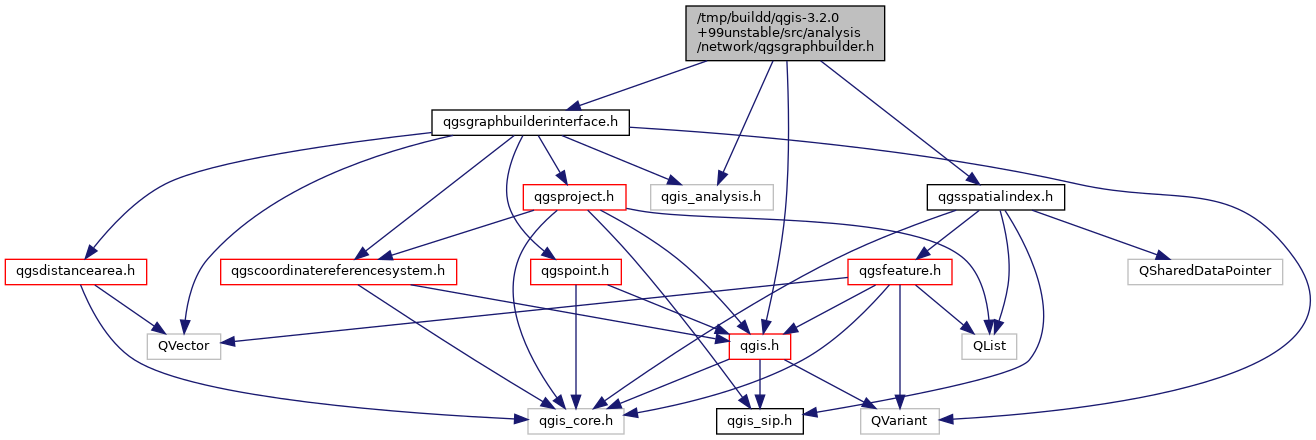 /tmp/buildd/qgis-3.2.0
+99unstable/src/analysis
/network/qgsgraphbuilder.h
qgsgraphbuilderinterface.h
qgsproject.h
qgis_analysis.h
qgsspatialindex.h
qgsdistancearea.h
qgscoordinatereferencesystem.h
qgspoint.h
qgsfeature.h
QSharedDataPointer
QVector
qgis.h
QList
qgis_core.h
qgis_sip.h
QVariant